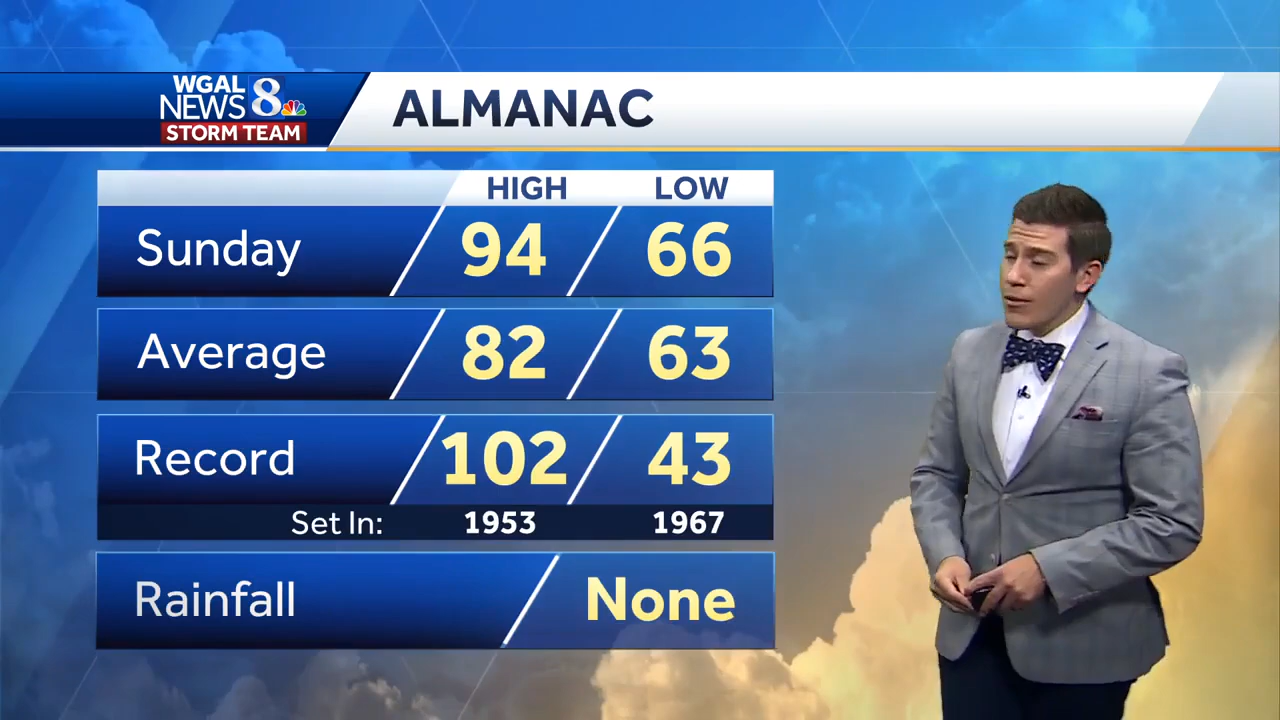 WGAL
NEWS 8
STORM TEAM
ALMANAC
HIGH LOW
Sunday 94 66
Average 82 63
Record 102 43
Set In: 1953 1967
Rainfall None